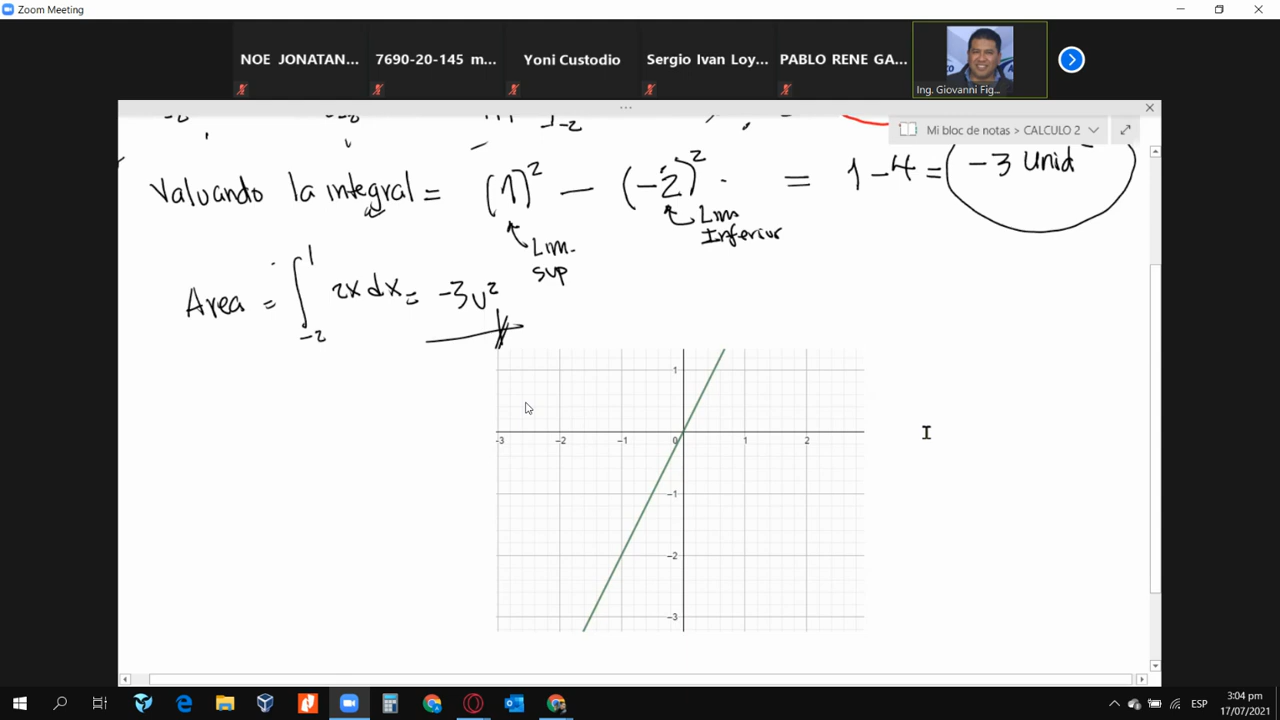 Zoom Meeting
NOE JONATAN... 7690-20-145 m... Yoni Custodio Sergio Ivan Loy... PABLO RENE GA...
Ing. Giovanni Fig...
Mi bloc de notas > CALCULO 2
Valuando la integral = (1)² - (-2)² . = 1-4 = -3 Unid²
Lim. sup
Lim Inferior
Area = ∫ 1 -2 2x dx = -3u²
1
-3 -2 -1 0 1 2
-1
-2
-3
3:04 pm
ESP
17/07/2021